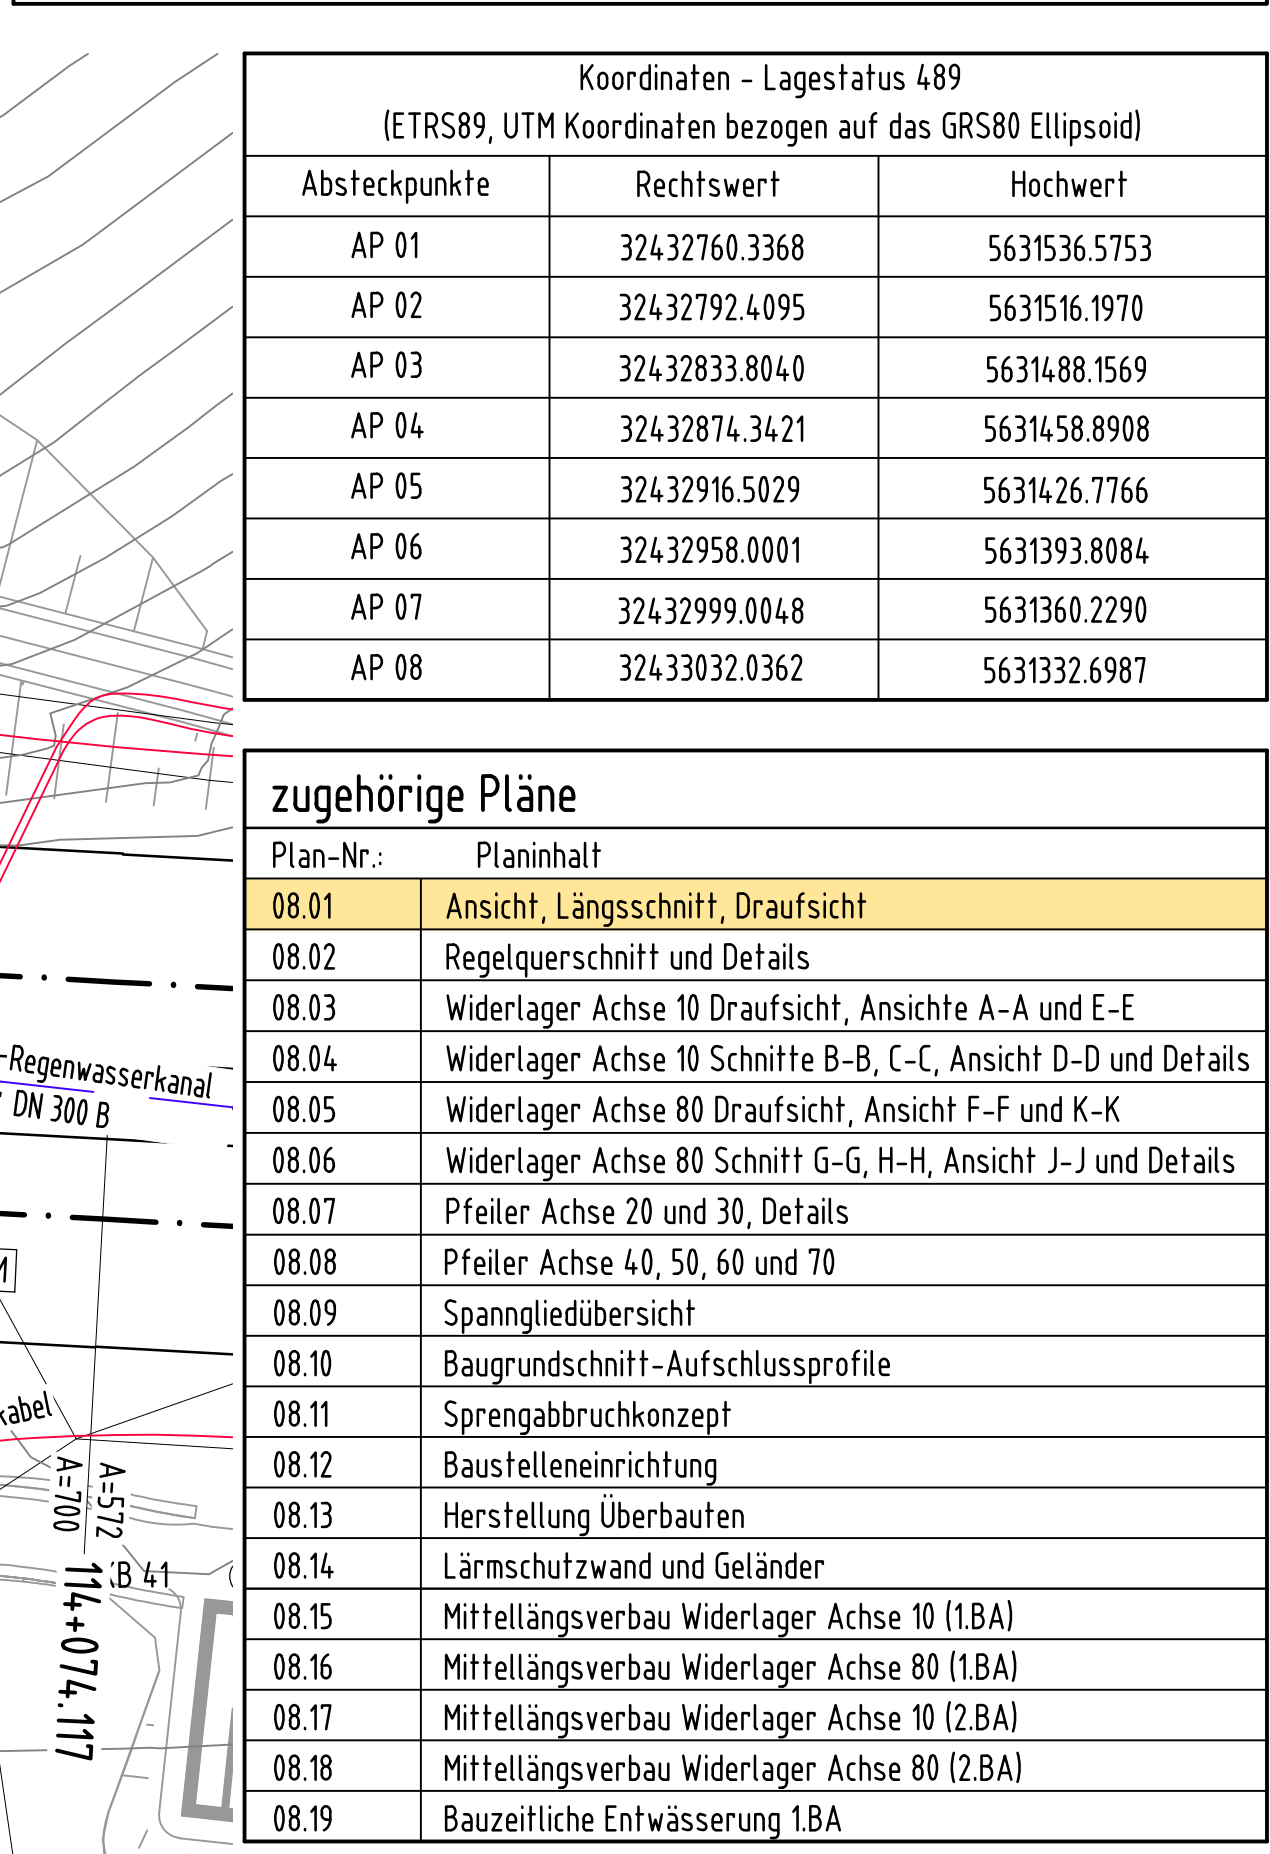 Koordinaten - Lagestatus 489
(ETRS89, UTM Koordinaten bezogen auf das GRS80 Ellipsoid)
Absteckpunkte Rechtswert Hochwert
AP 01 32432760.3368 5631536.5753
AP 02 32432792.4095 5631516.1970
AP 03 32432833.8040 5631488.1569
AP 04 32432874.3421 5631458.8908
AP 05 32432916.5029 5631426.7766
AP 06 32432958.0001 5631393.8084
AP 07 32432999.0048 5631360.2290
AP 08 32433032.0362 5631332.6987
zugehörige Pläne
Plan-Nr.: Planinhalt
08.01 Ansicht, Längsschnitt, Draufsicht
08.02 Regelquerschnitt und Details
08.03 Widerlager Achse 10 Draufsicht, Ansichte A-A und E-E
08.04 Widerlager Achse 10 Schnitte B-B, C-C, Ansicht D-D und Details
08.05 Widerlager Achse 80 Draufsicht, Ansicht F-F und K-K
08.06 Widerlager Achse 80 Schnitt G-G, H-H, Ansicht J-J und Details
08.07 Pfeiler Achse 20 und 30, Details
08.08 Pfeiler Achse 40, 50, 60 und 70
08.09 Spanngliedübersicht
08.10 Baugrundschnitt-Aufschlussprofile
08.11 Sprengabbruchkonzept
08.12 Baustelleneinrichtung
08.13 Herstellung Überbauten
08.14 Lärmschutzwand und Geländer
08.15 Mittellängsverbau Widerlager Achse 10 (1.BA)
08.16 Mittellängsverbau Widerlager Achse 80 (1.BA)
08.17 Mittellängsverbau Widerlager Achse 10 (2.BA)
08.18 Mittellängsverbau Widerlager Achse 80 (2.BA)
08.19 Bauzeitliche Entwässerung 1.BA
-Regenwasserkanal
DN 300 B
kabel
A=572
A=700
114+074.117
B 41